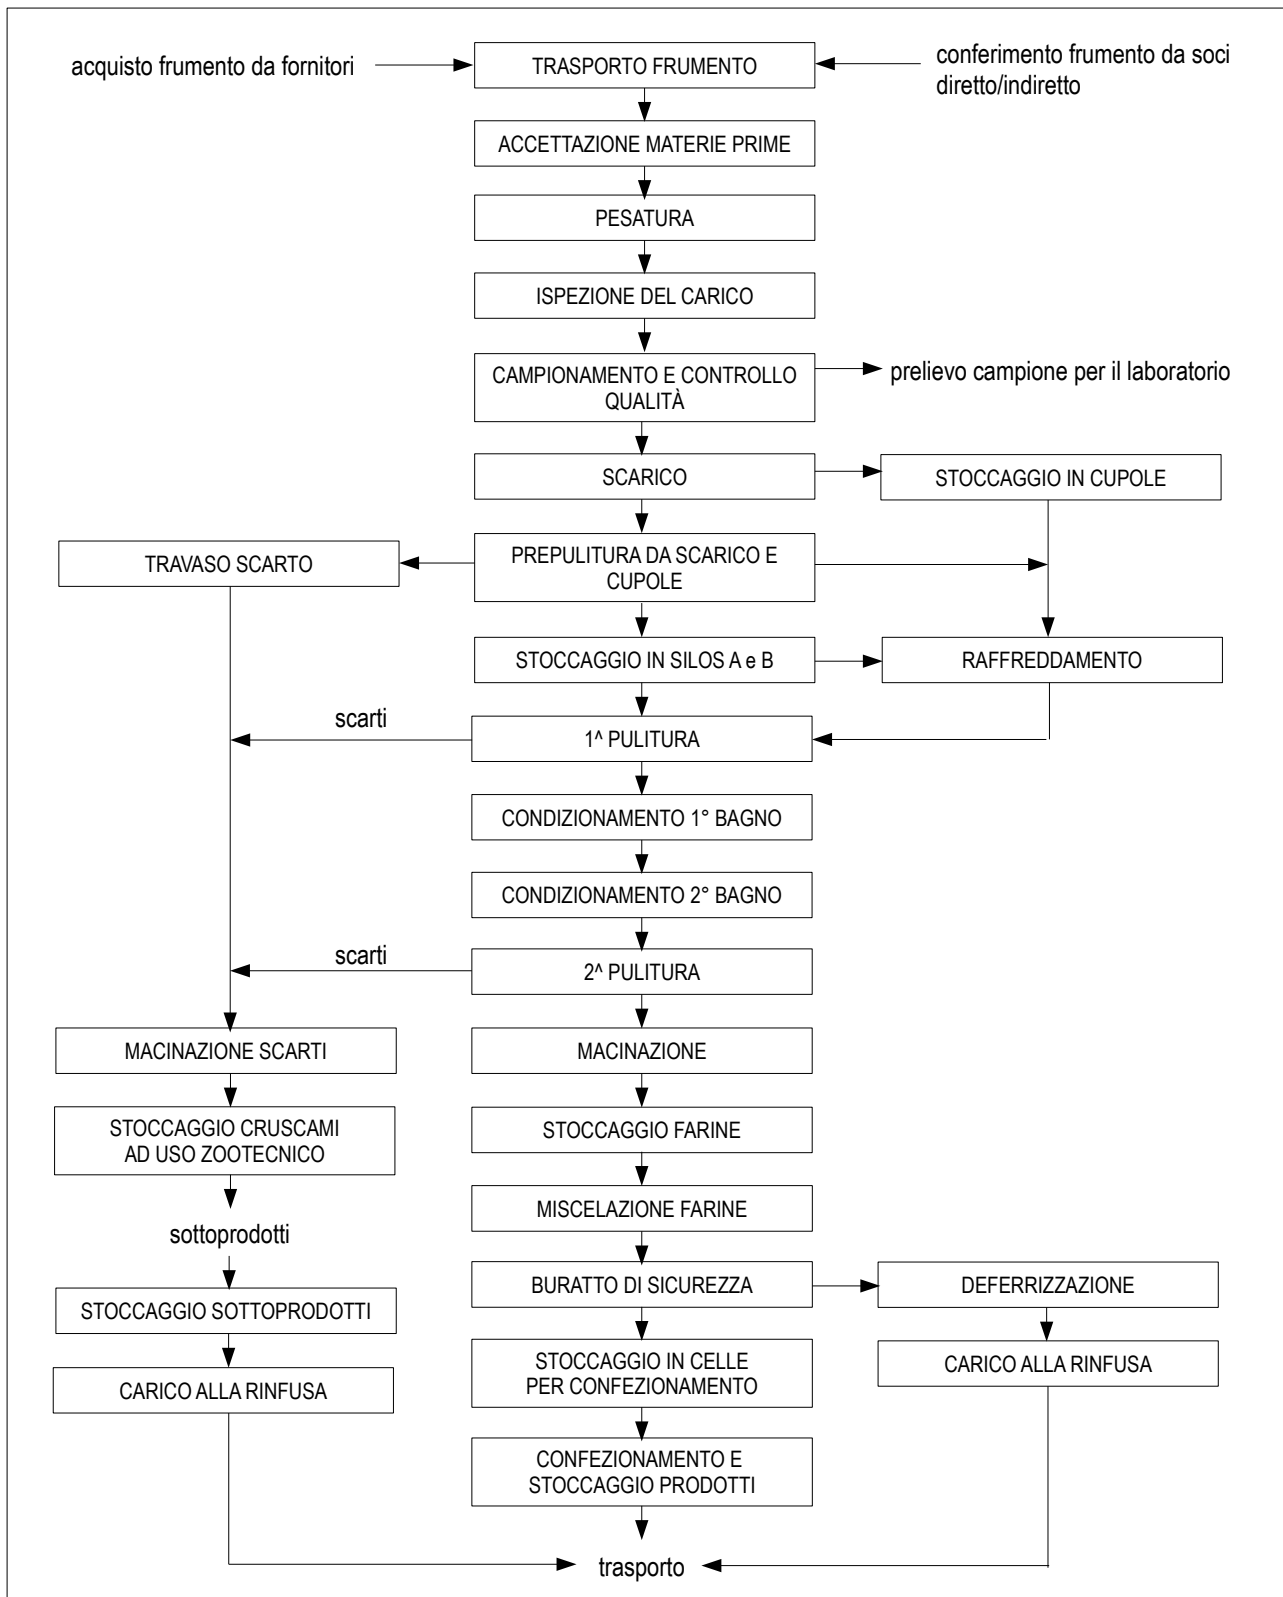 acquisto frumento da fornitori
TRASPORTO FRUMENTO
conferimento frumento da soci
diretto/indiretto
ACCETTAZIONE MATERIE PRIME
PESATURA
ISPEZIONE DEL CARICO
CAMPIONAMENTO E CONTROLLO
QUALITÀ
prelievo campione per il laboratorio
SCARICO
STOCCAGGIO IN CUPOLE
TRAVASO SCARTO
PREPULITURA DA SCARICO E
CUPOLE
STOCCAGGIO IN SILOS A e B
RAFFREDDAMENTO
scarti
1^ PULITURA
CONDIZIONAMENTO 1° BAGNO
CONDIZIONAMENTO 2° BAGNO
scarti
2^ PULITURA
MACINAZIONE SCARTI
MACINAZIONE
STOCCAGGIO CRUSCAMI
AD USO ZOOTECNICO
STOCCAGGIO FARINE
MISCELAZIONE FARINE
sottoprodotti
BURATTO DI SICUREZZA
DEFERRIZZAZIONE
STOCCAGGIO SOTTOPRODOTTI
STOCCAGGIO IN CELLE
PER CONFEZIONAMENTO
CARICO ALLA RINFUSA
CARICO ALLA RINFUSA
CONFEZIONAMENTO E
STOCCAGGIO PRODOTTI
trasporto